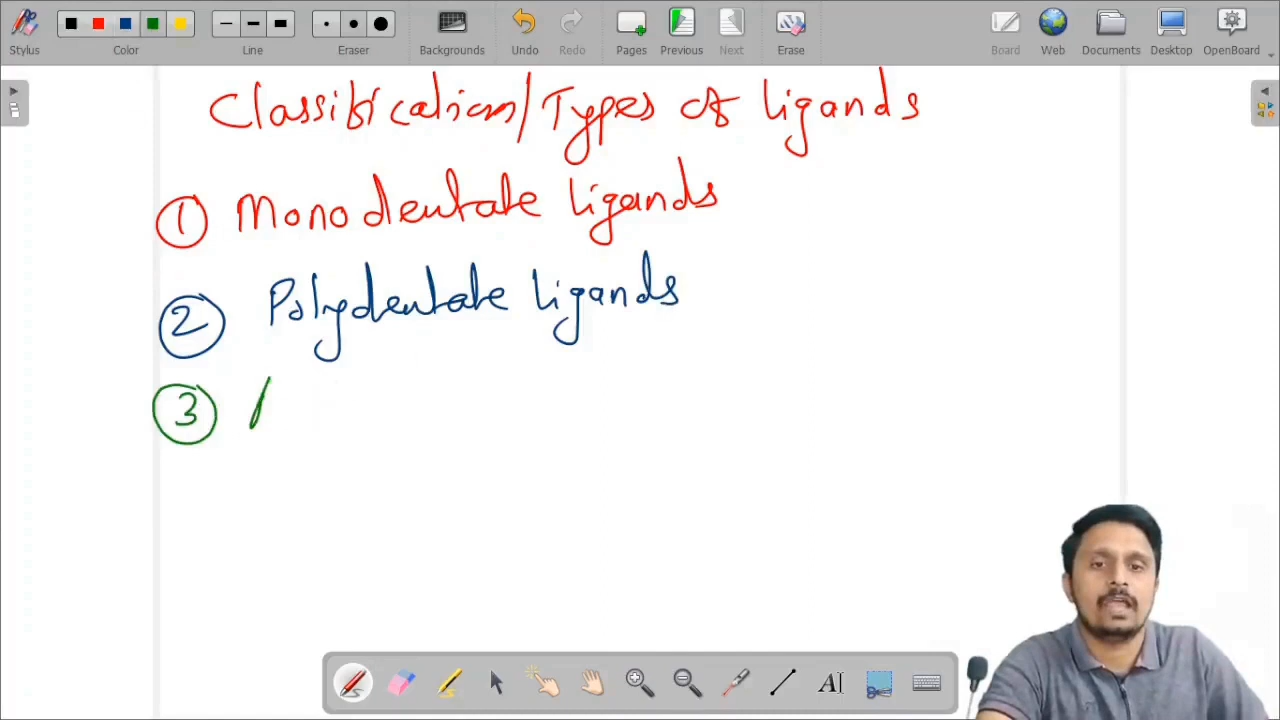 Stylus Color Line Eraser Backgrounds Undo Redo Pages Previous Next Erase Board Web Documents Desktop OpenBoard
Classification/Types of ligands
① Monodentate ligands
② Polydentate ligands
③
AI